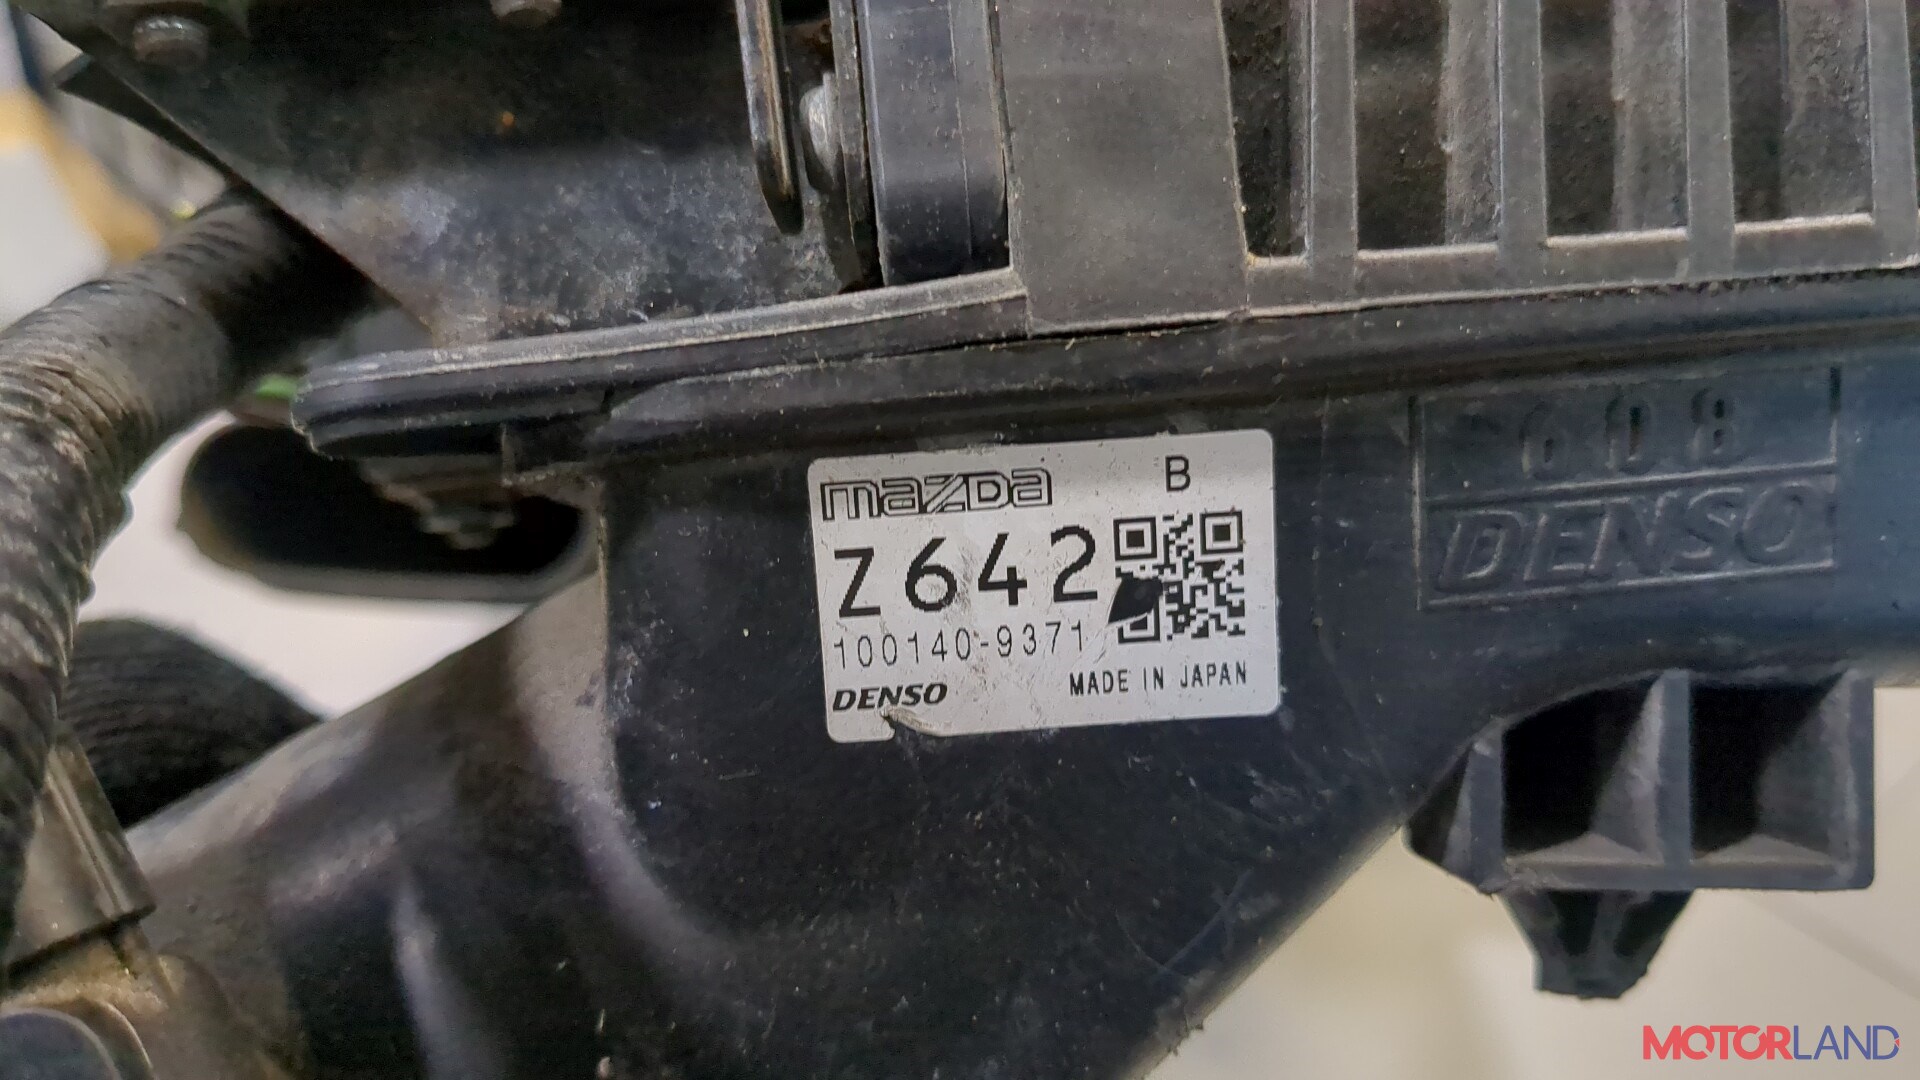 608
DENSO
mazda B
Z642
100140-9371
DENSO MADE IN JAPAN
MOTORLAND